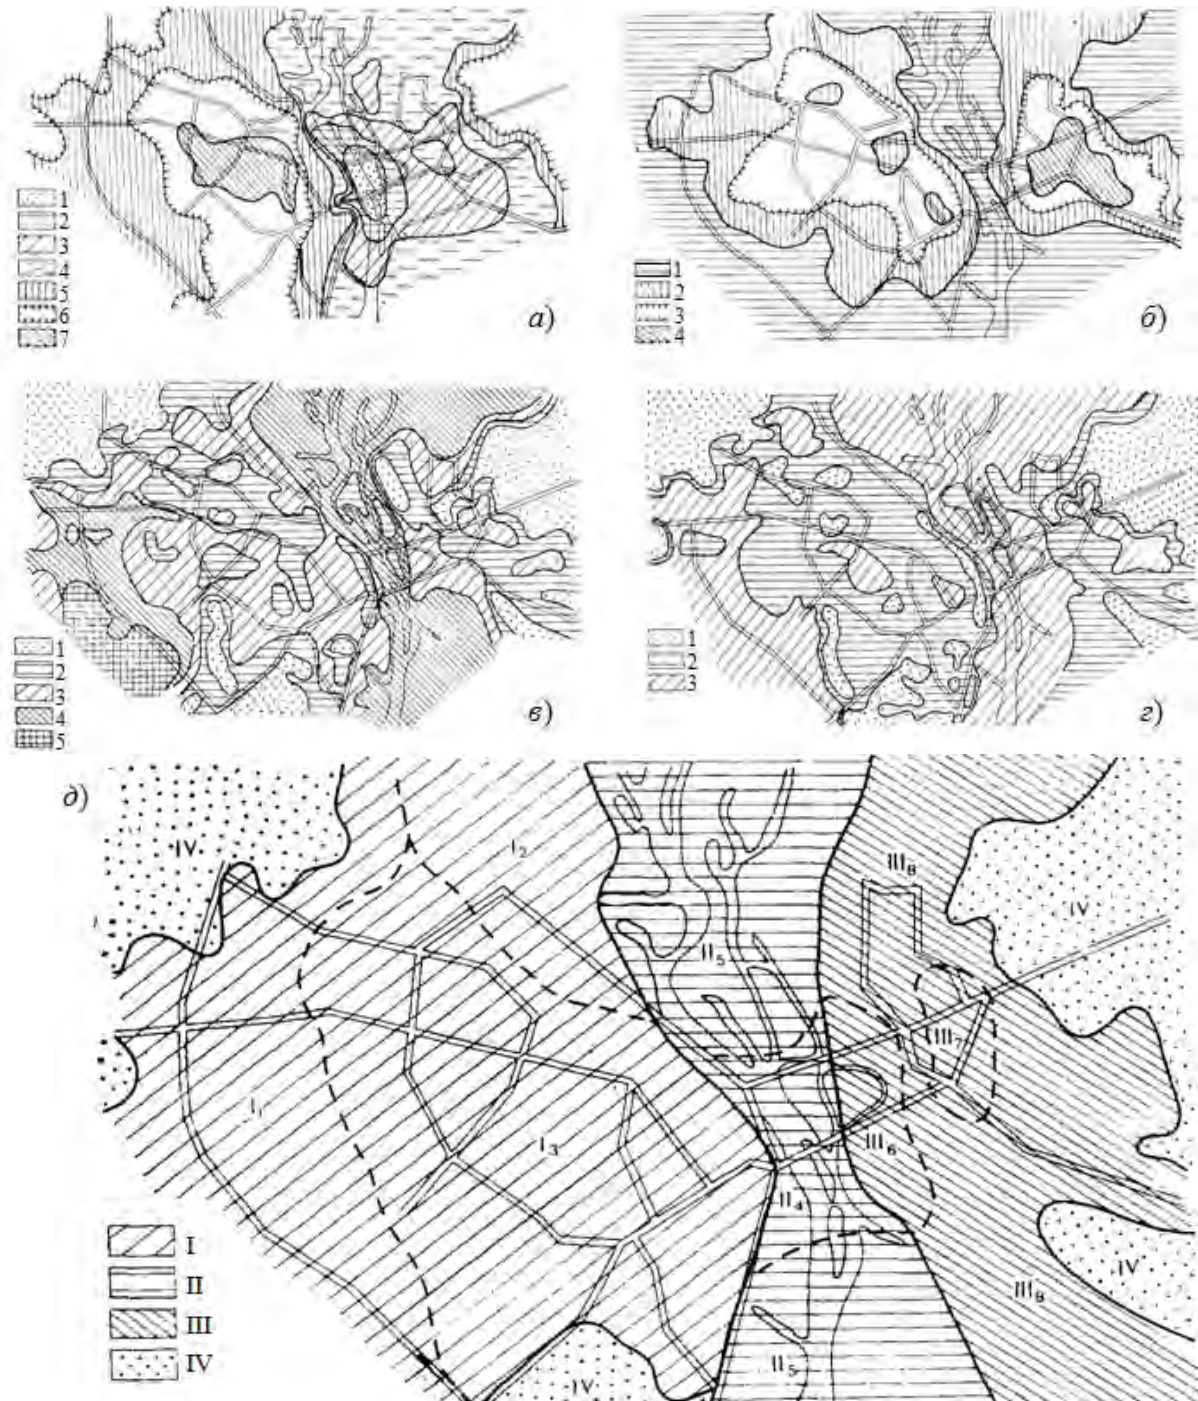 1
2
3
4
5
6
7
а)
1
2
3
4
б)
1
2
3
4
5
в)
1
2
3
г)
д)
IV
I₂
III₈
IV
II₅
III₇
I₁
I₃
III₆
II₄
IV
III₈
II₅
IV
I
II
III
IV